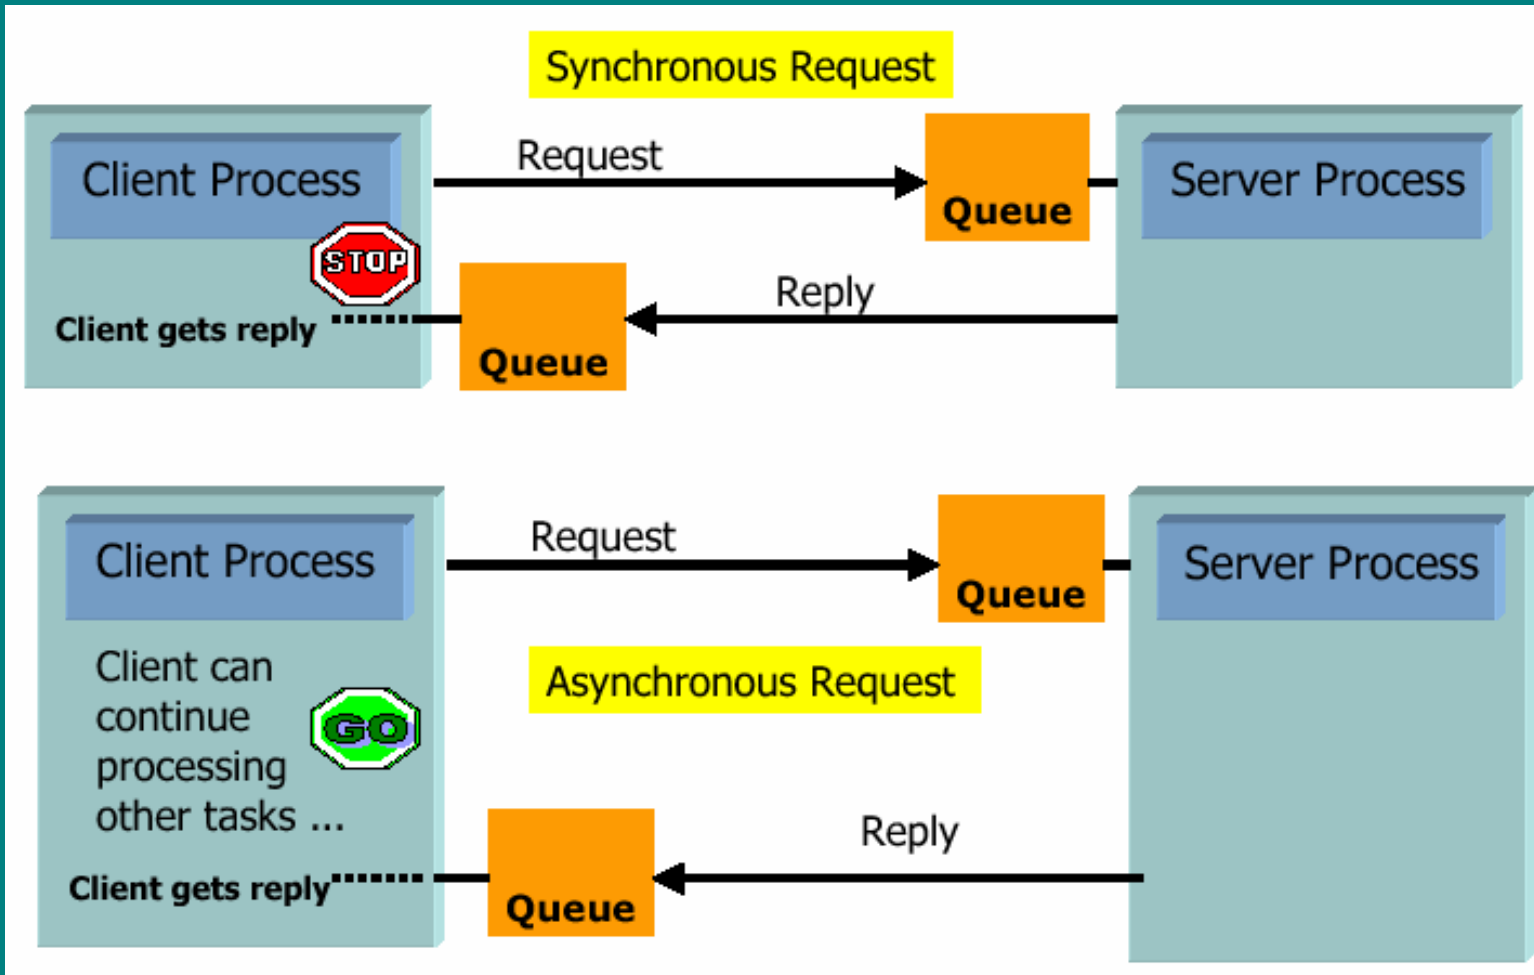 Synchronous Request
Client Process
Request
Queue
Server Process
STOP
Reply
Client gets reply
Queue
Client Process
Request
Queue
Server Process
Asynchronous Request
Client can
continue
processing
other tasks ...
GO
Reply
Client gets reply
Queue